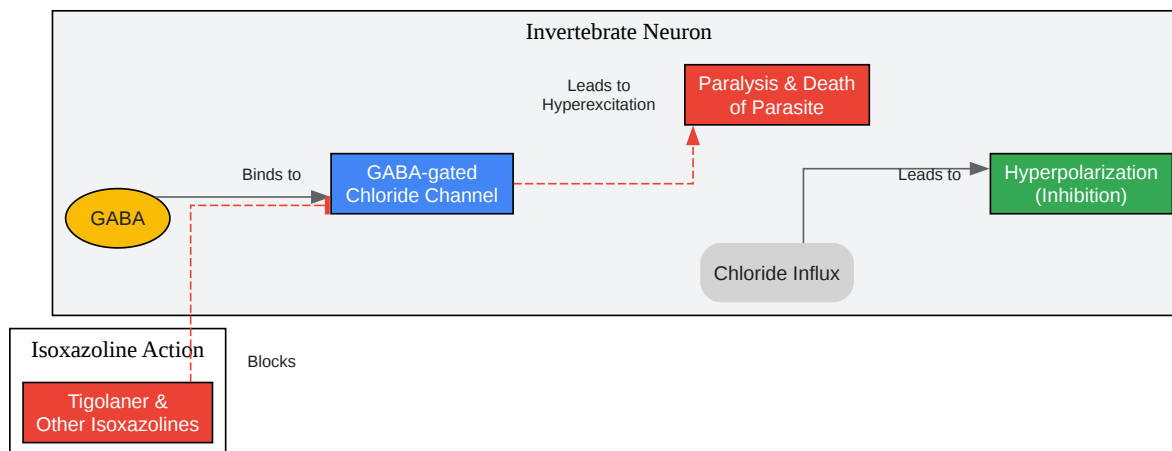 Invertebrate Neuron
Leads to
Hyperexcitation
Paralysis & Death
of Parasite
Binds to
GABA-gated
Chloride Channel
Leads to
Hyperpolarization
(Inhibition)
GABA
Chloride Influx
Isoxazoline Action
Blocks
Tigolaner &
Other Isoxazolines